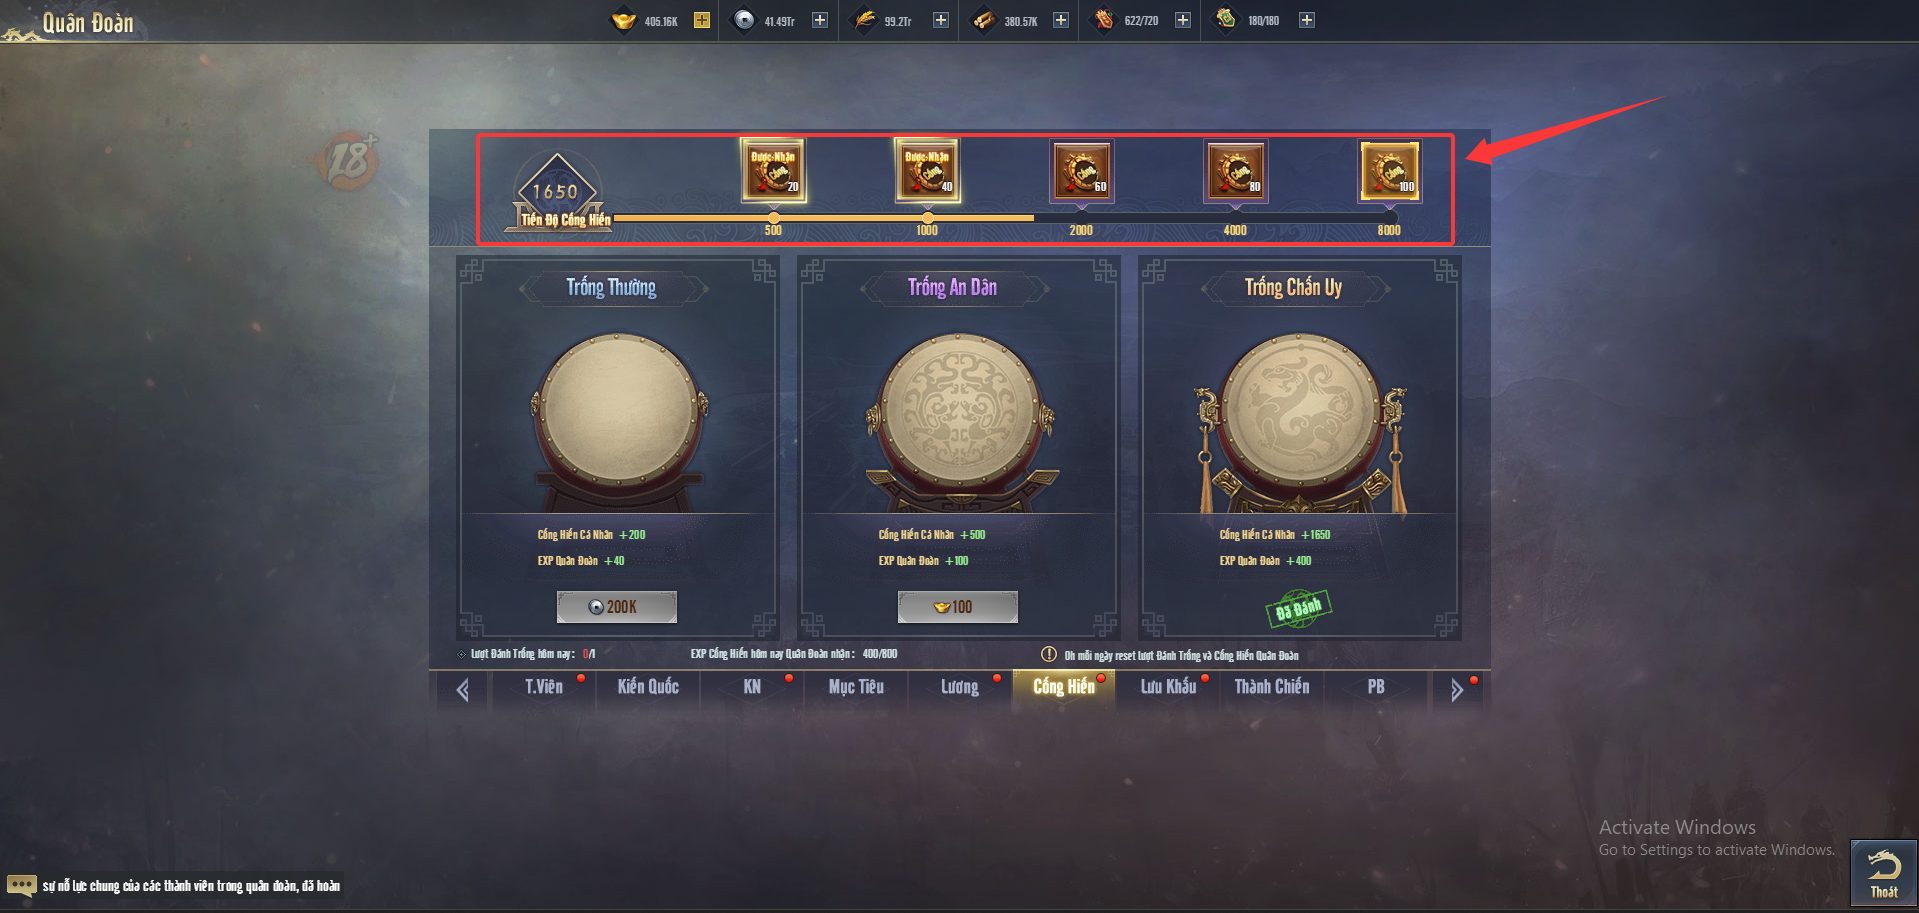 Quân Đoàn
405.16K
41.49Tr
99.2Tr
380.57K
622/720
180/180
18+
1650
Tiến Độ Cống Hiến
Được Nhận
20
Được Nhận
40
60
80
100
500
1000
2000
4000
8000
Trống Thường
Trống An Dân
Trống Chấn Uy
Cống Hiến Cá Nhân +200
EXP Quân Đoàn +40
200K
Cống Hiến Cá Nhân +500
EXP Quân Đoàn +100
100
Cống Hiến Cá Nhân +1650
EXP Quân Đoàn +400
Đã Đánh
Lượt Đánh Trống hôm nay: 0/1
EXP Cống Hiến hôm nay Quân Đoàn nhận: 400/800
0h mỗi ngày reset lượt Đánh Trống và Cống Hiến Quân Đoàn
T.Viên
Kiến Quốc
KN
Mục Tiêu
Lương
Cống Hiến
Lưu Khấu
Thành Chiến
PB
Activate Windows
Go to Settings to activate Windows.
sự nỗ lực chung của các thành viên trong quân đoàn, đã hoàn
Thoát